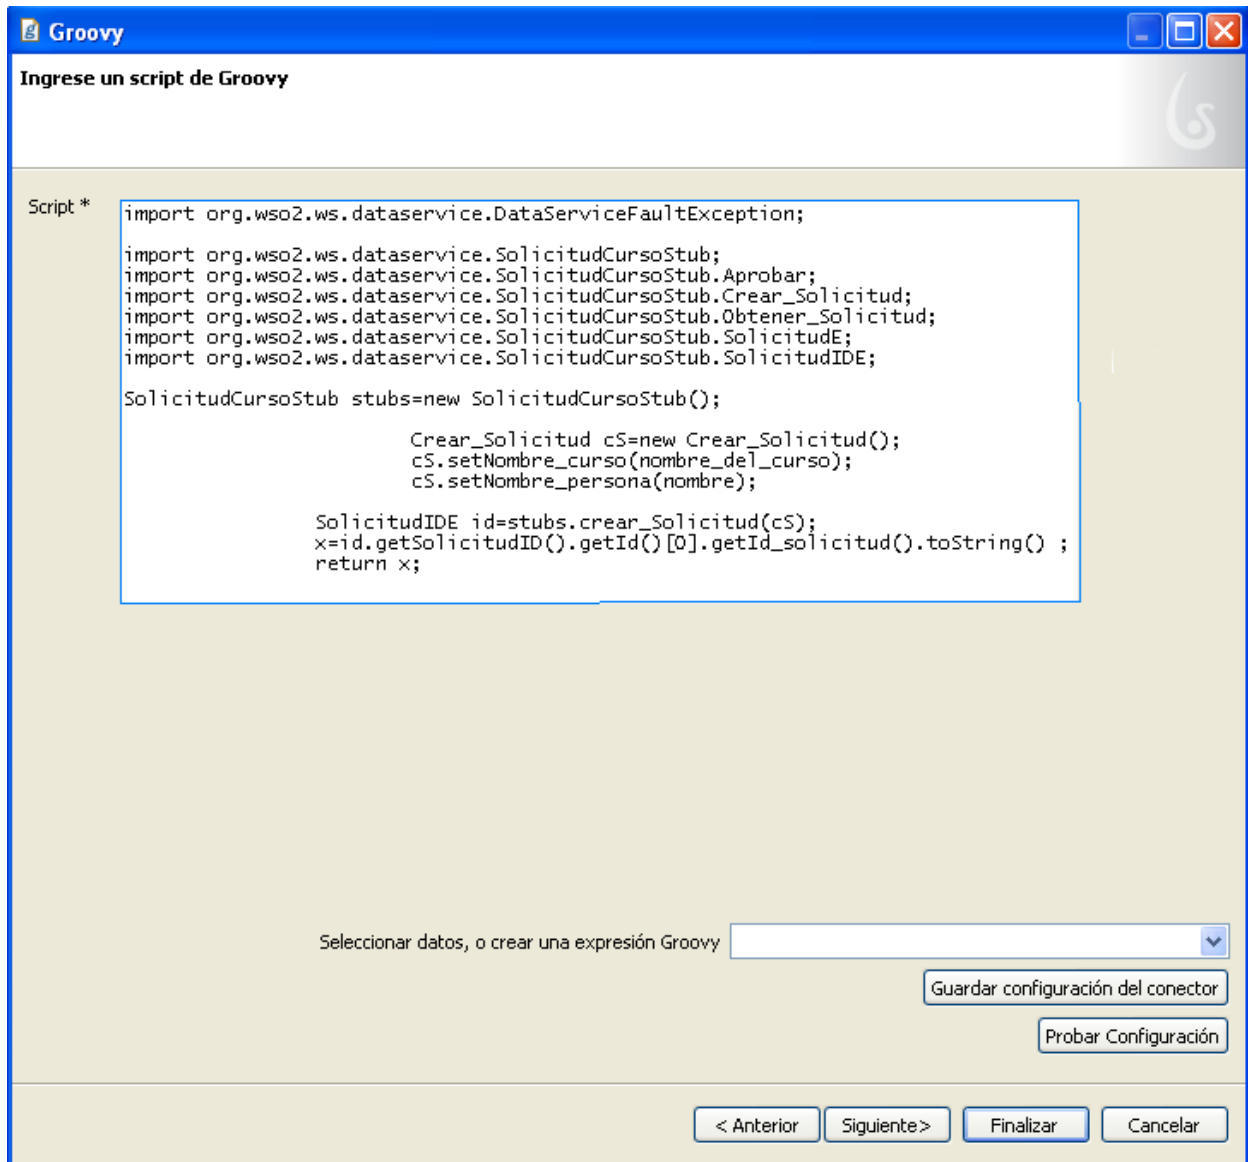 Groovy
Ingrese un script de Groovy
Script *
import org.wso2.ws.dataservice.DataServiceFaultException;
import org.wso2.ws.dataservice.SolicitudCursoStub;
import org.wso2.ws.dataservice.SolicitudCursoStub.Aprobar;
import org.wso2.ws.dataservice.SolicitudCursoStub.Crear_Solicitud;
import org.wso2.ws.dataservice.SolicitudCursoStub.Obtener_Solicitud;
import org.wso2.ws.dataservice.SolicitudCursoStub.SolicitudE;
import org.wso2.ws.dataservice.SolicitudCursoStub.SolicitudIDE;
SolicitudCursoStub stubs=new SolicitudCursoStub();
Crear_Solicitud cS=new Crear_Solicitud();
cS.setNombre_curso(nombre_del_curso);
cS.setNombre_persona(nombre);
SolicitudIDE id=stubs.crear_Solicitud(cS);
x=id.getSolicitudID().getId()[0].getId_solicitud().toString() ;
return x;
Seleccionar datos, o crear una expresión Groovy
Guardar configuración del conector
Probar Configuración
< Anterior
Siguiente>
Finalizar
Cancelar